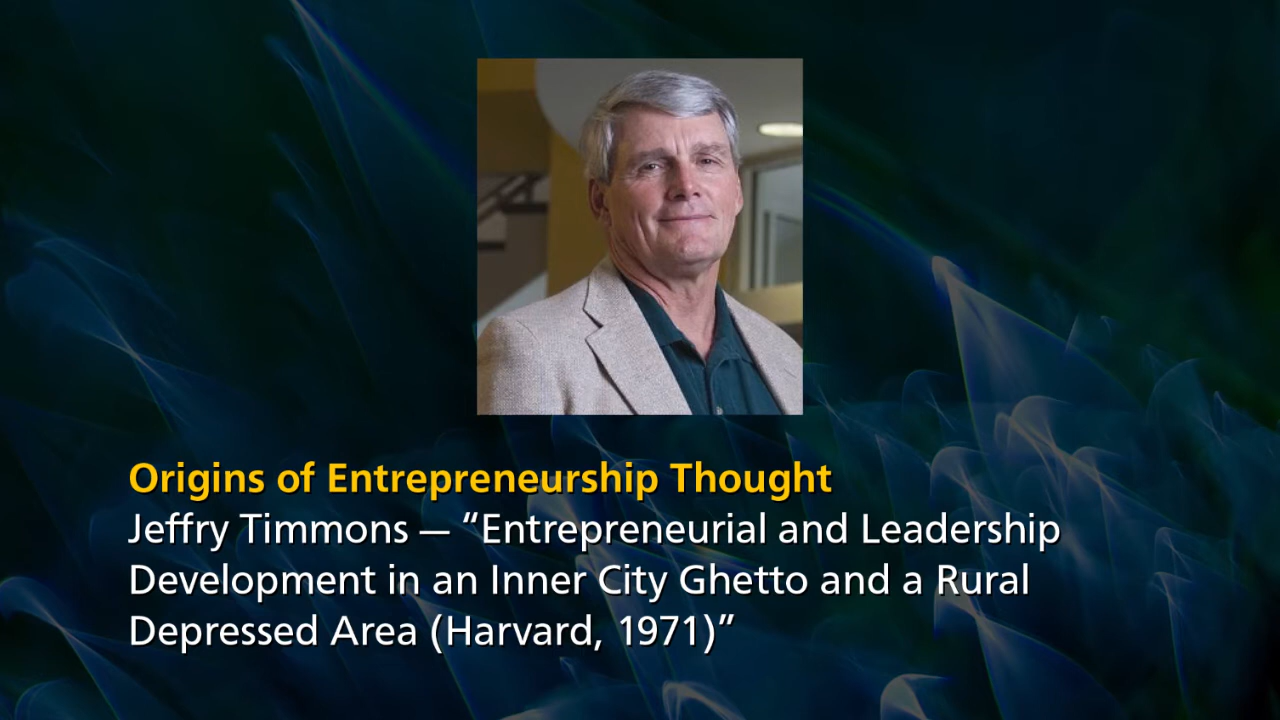 Origins of Entrepreneurship Thought
Jeffry Timmons — “Entrepreneurial and Leadership
Development in an Inner City Ghetto and a Rural
Depressed Area (Harvard, 1971)”